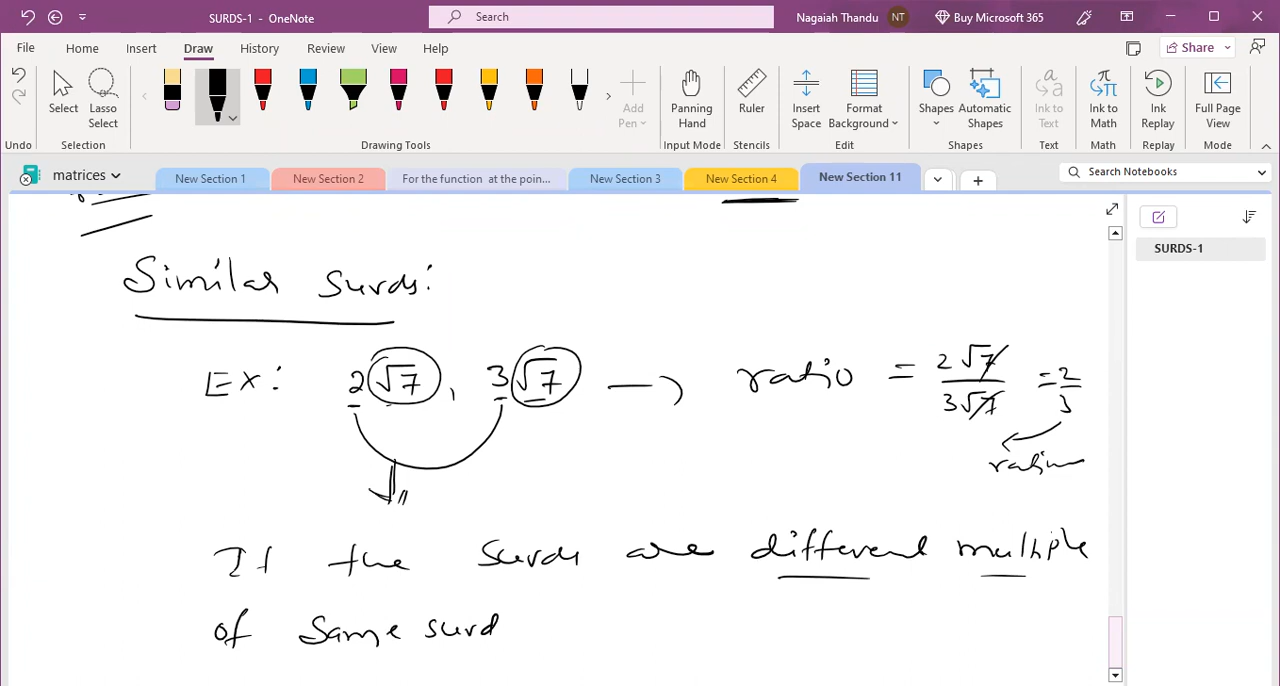 SURDS-1 - OneNote
Search
Nagaiah Thandu NT
Buy Microsoft 365
File Home Insert Draw History Review View Help
Share
Undo
Select
Lasso Select
Selection
Drawing Tools
Add Pen
Panning Hand
Input Mode
Ruler
Stencils
Insert Space
Format Background
Edit
Shapes
Automatic Shapes
Shapes
Ink to Text
Text
Ink to Math
Math
Ink Replay
Replay
Full Page View
Mode
matrices
New Section 1
New Section 2
For the function at the poin...
New Section 3
New Section 4
New Section 11
Search Notebooks
SURDS-1
Similar surds:
EX: 2√7, 3√7 → ratio = 2√7/3√7 = 2/3
If the surds are different multiple
of same surd